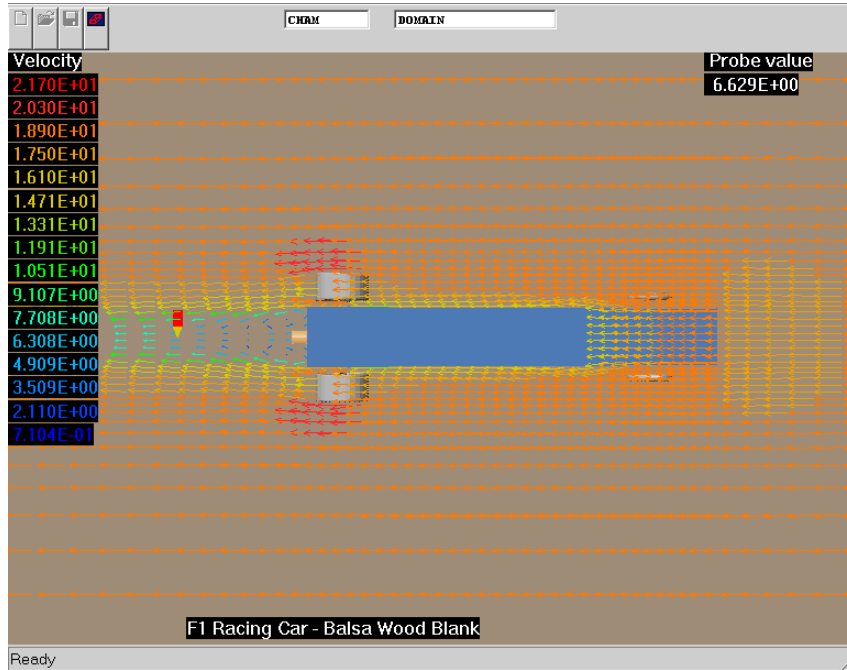 CHAM DOMAIN
Velocity Probe value
2.170E+01 6.629E+00
2.030E+01
1.890E+01
1.750E+01
1.610E+01
1.471E+01
1.331E+01
1.191E+01
1.051E+01
9.107E+00
7.708E+00
6.308E+00
4.909E+00
3.509E+00
2.110E+00
7.104E-01
F1 Racing Car - Balsa Wood Blank
Ready